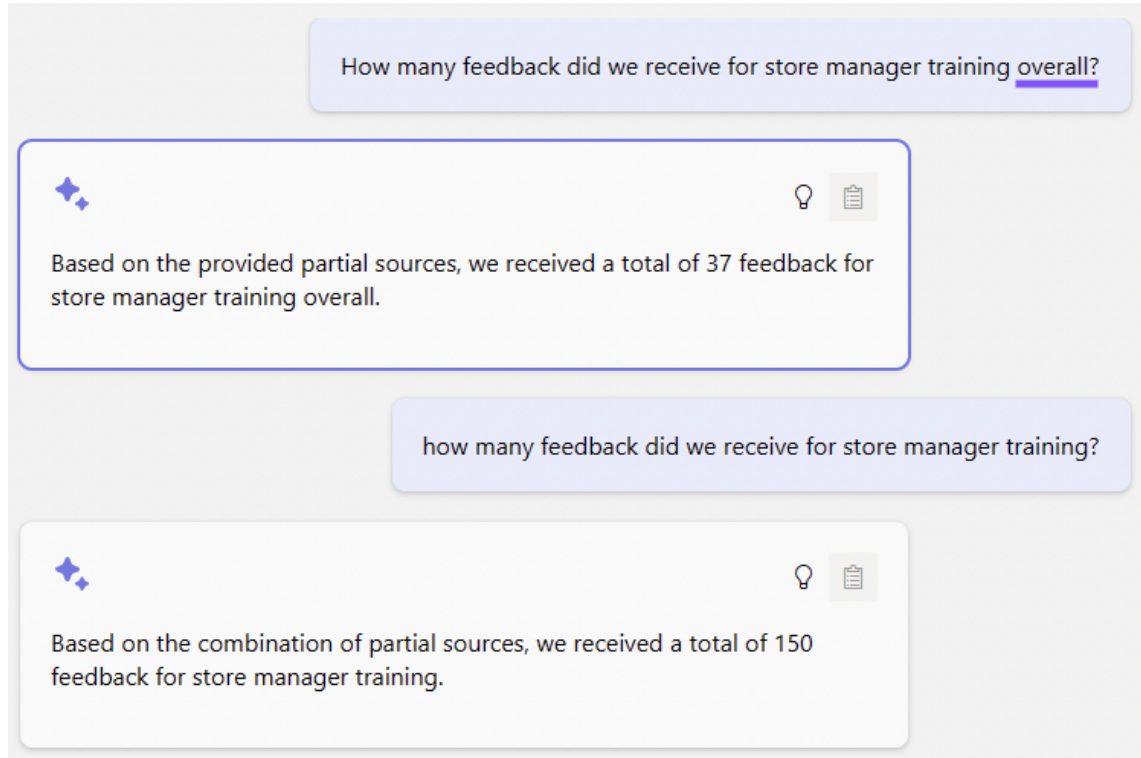 How many feedback did we receive for store manager training overall?
Based on the provided partial sources, we received a total of 37 feedback for
store manager training overall.
how many feedback did we receive for store manager training?
Based on the combination of partial sources, we received a total of 150
feedback for store manager training.